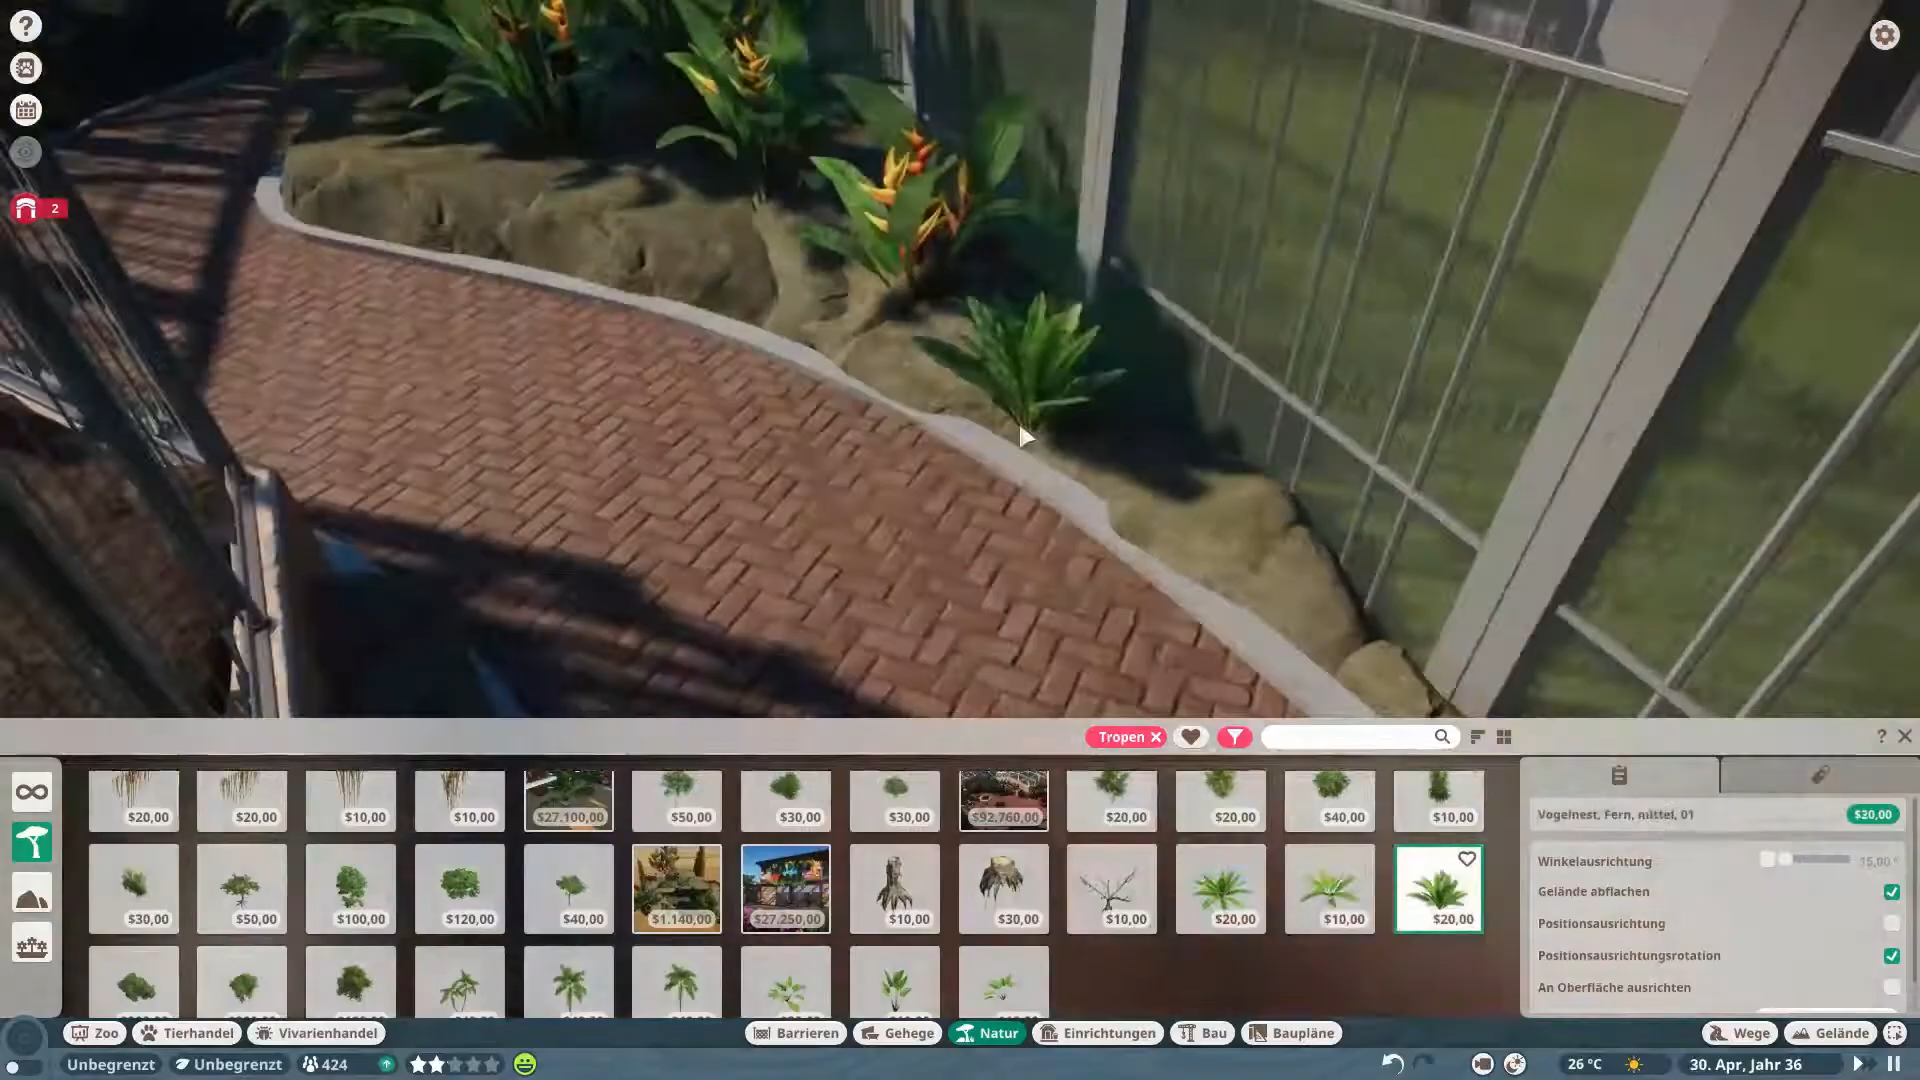 2
Tropen
?
$20,00 $20,00 $10,00 $10,00 $27.100,00 $50,00 $30,00 $30,00 $92.760,00 $20,00 $20,00 $40,00 $10,00
$30,00 $50,00 $100,00 $120,00 $40,00 $1.140,00 $27.250,00 $10,00 $30,00 $10,00 $20,00 $10,00 $20,00
Vogelnest, Fern, mittel, 01 $30,00
Winkelausrichtung 15,00 °
Gelände abflachen
Positionsausrichtung
Positionsausrichtungsrotation
An Oberfläche ausrichten
Zoo Tierhandel Vivarienhandel Barrieren Gehege Natur Einrichtungen Bau Baupläne Wege Gelände
Unbegrenzt Unbegrenzt 424 26 °C 30. Apr, Jahr 36